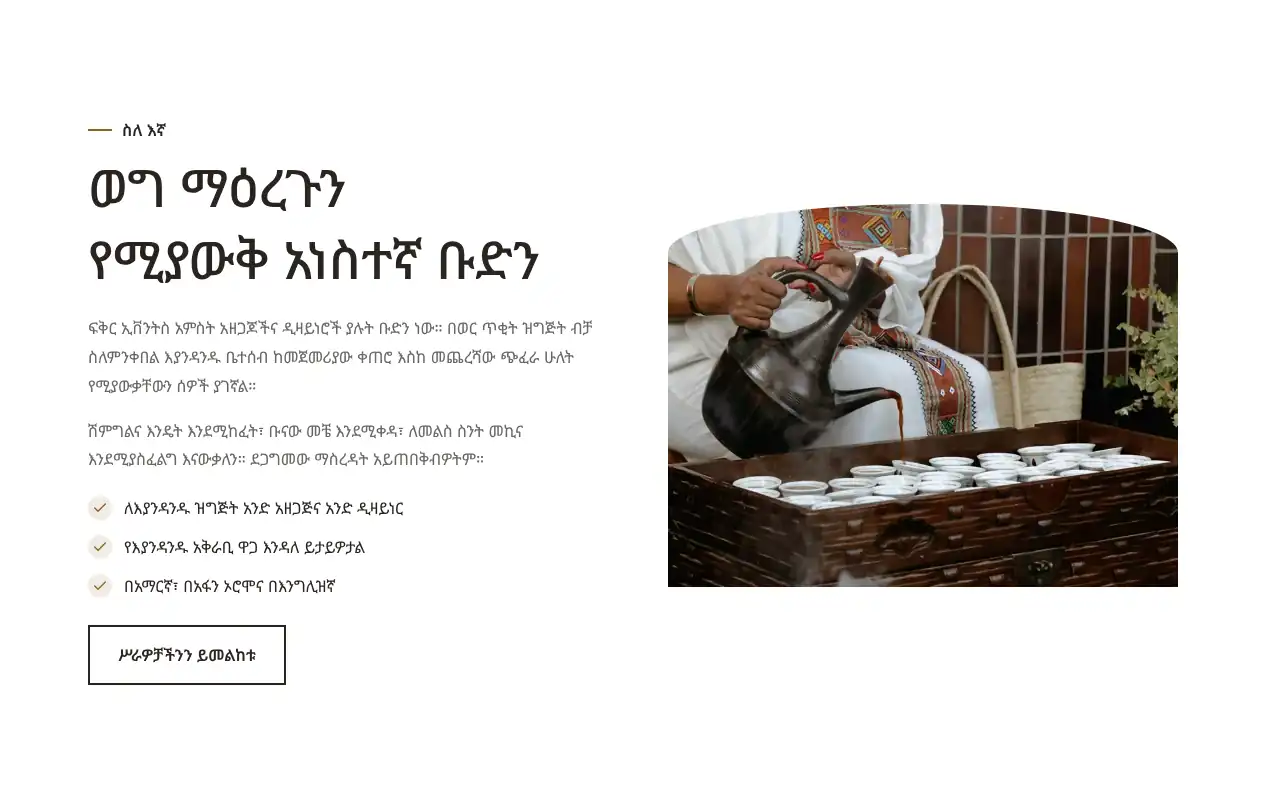 ስለ እኛ
ወግ ማዕረጉን
የሚያውቅ አነስተኛ ቡድን
ፍቅር ኢቨንትስ አምስት አዘጋጆችና ዲዛይነሮች ያሉት ቡድን ነው። በወር ጥቂት ዝግጅት ብቻ
ስለምንቀበል እያንዳንዱ ቤተሰብ ከመጀመሪያው ቀጠሮ እስከ መጨረሻው ጭፈራ ሁለት
የሚያውቃቸውን ሰዎች ያገኛል።
ሽምግልና እንዴት እንደሚከፈት፣ ቡናው መቼ እንደሚቀዳ፣ ለመልስ ስንት መኪና
እንደሚያስፈልግ እናውቃለን። ደጋግመው ማስረዳት አይጠበቅብዎትም።
ለእያንዳንዱ ዝግጅት አንድ አዘጋጅና አንድ ዲዛይነር
የእያንዳንዱ አቅራቢ ዋጋ እንዳለ ይታይዎታል
በአማርኛ፣ በአፋን ኦሮሞና በእንግሊዝኛ
ሥራዎቻችንን ይመልከቱ